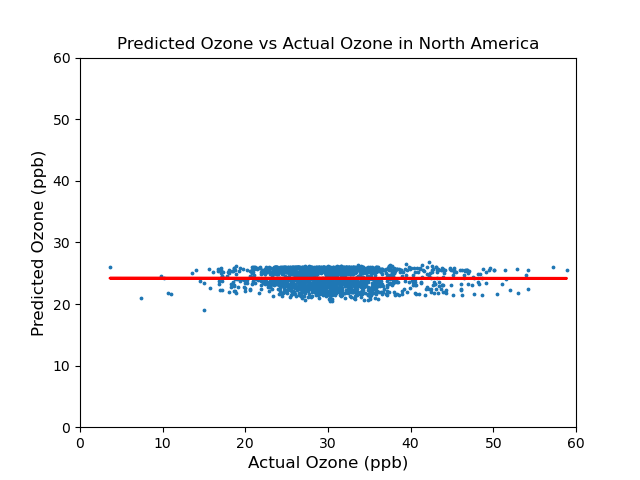 Predicted Ozone vs Actual Ozone in North America
60
50
40
30
20
10
0
Predicted Ozone (ppb)
0 10 20 30 40 50 60
Actual Ozone (ppb)